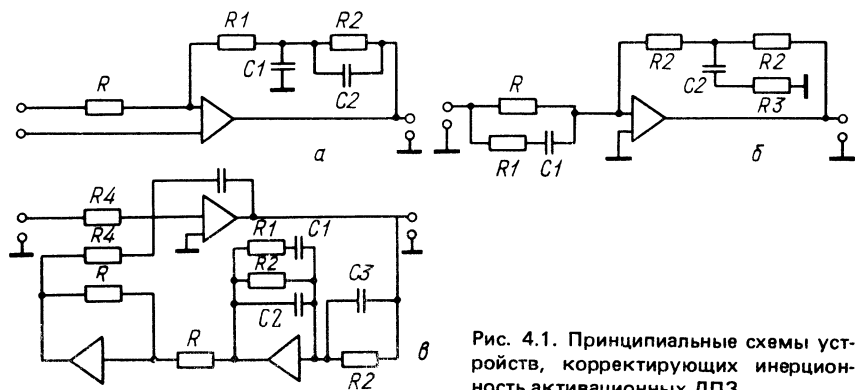 R1
R2
C1
C2
R
а
R2
R2
R
C2
R3
R1
C1
б
R4
R4
R1
C1
R
R2
C3
C2
R
R2
в
Рис. 4.1. Принципиальные схемы уст-
ройств, корректирующих инерцион-
ность активационных ДПЗ